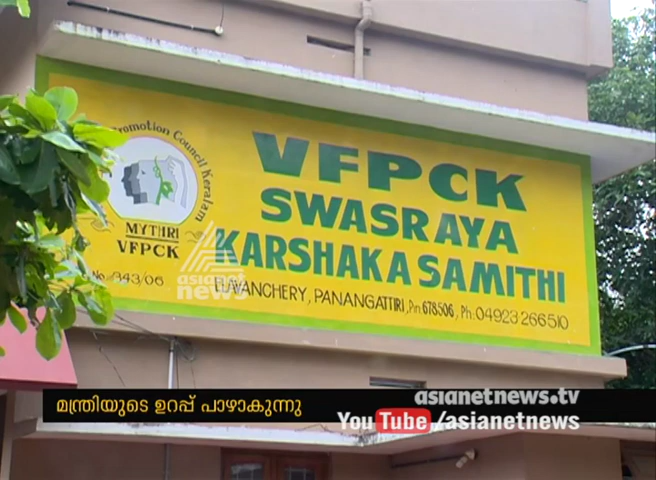 Promotion Council Keralam
MYTHRI
VFPCK
No. 343/06
VFPCK
SWASRAYA
KARSHAKA SAMITHI
ELAVANCHERY, PANANGATTIRI, Pin 678506, Ph: 04923 266510
asianet
news
മന്ത്രിയുടെ ഉറപ്പ് പാഴാകുന്നു
asianetnews.tv
YouTube/asianetnews